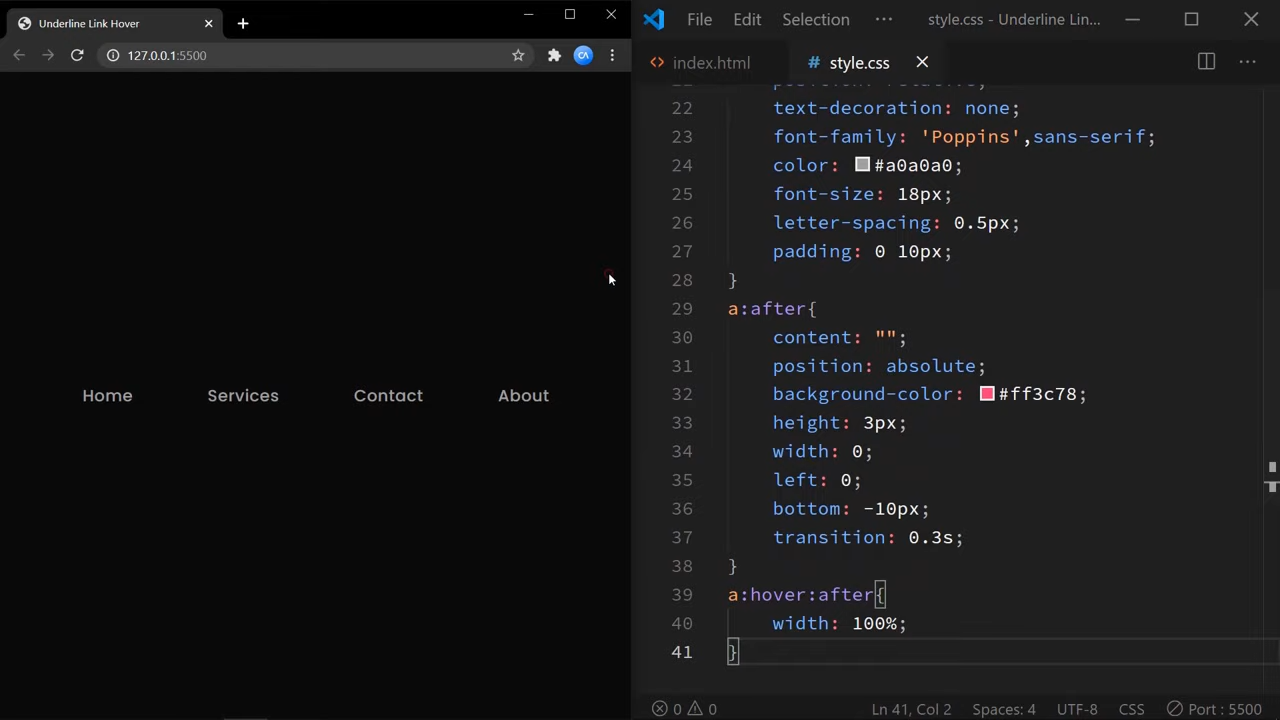 Underline Link Hover
127.0.0.1:5500
Home
Services
Contact
About
File Edit Selection ··· style.css - Underline Lin...
index.html
# style.css
22 text-decoration: none;
23 font-family: 'Poppins',sans-serif;
24 color: #a0a0a0;
25 font-size: 18px;
26 letter-spacing: 0.5px;
27 padding: 0 10px;
28 }
29 a:after{
30 content: "";
31 position: absolute;
32 background-color: #ff3c78;
33 height: 3px;
34 width: 0;
35 left: 0;
36 bottom: -10px;
37 transition: 0.3s;
38 }
39 a:hover:after{
40 width: 100%;
41 }
0 0 Ln 41, Col 2 Spaces: 4 UTF-8 CSS Port : 5500